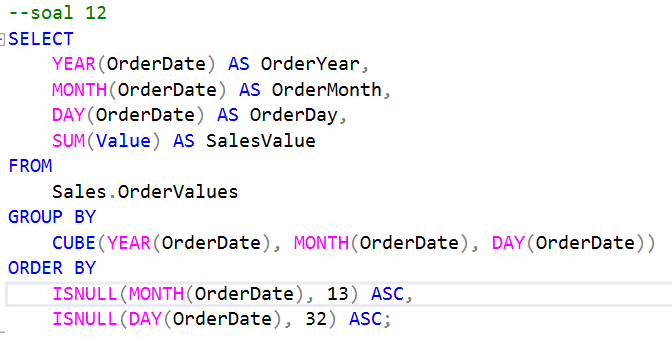 --soal 12
SELECT
    YEAR(OrderDate) AS OrderYear,
    MONTH(OrderDate) AS OrderMonth,
    DAY(OrderDate) AS OrderDay,
    SUM(Value) AS SalesValue
FROM
    Sales.OrderValues
GROUP BY
    CUBE(YEAR(OrderDate), MONTH(OrderDate), DAY(OrderDate))
ORDER BY
    ISNULL(MONTH(OrderDate), 13) ASC,
    ISNULL(DAY(OrderDate), 32) ASC;